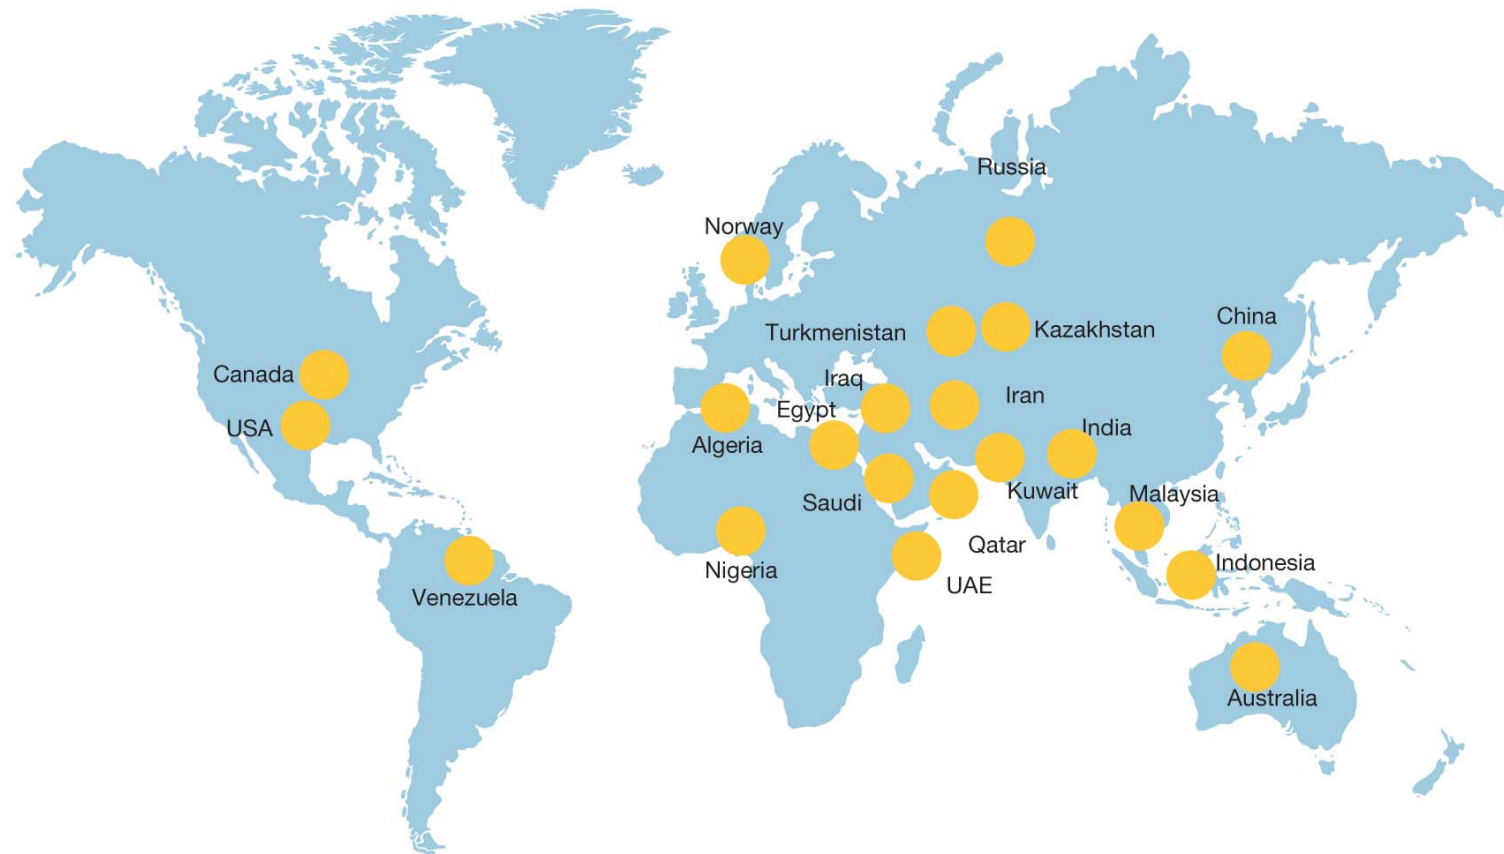 Russia
Norway
China
Turkmenistan
Kazakhstan
Canada
Iraq
Iran
Egypt
USA
India
Algeria
Kuwait
Malaysia
Saudi
Qatar
Indonesia
Nigeria
UAE
Venezuela
Australia